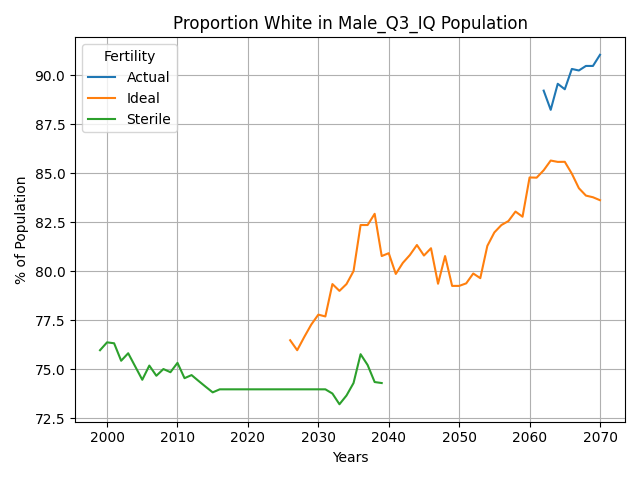 Proportion White in Male_Q3_IQ Population
Fertility
Actual
Ideal
Sterile
% of Population
90.0
87.5
85.0
82.5
80.0
77.5
75.0
72.5
2000 2010 2020 2030 2040 2050 2060 2070
Years